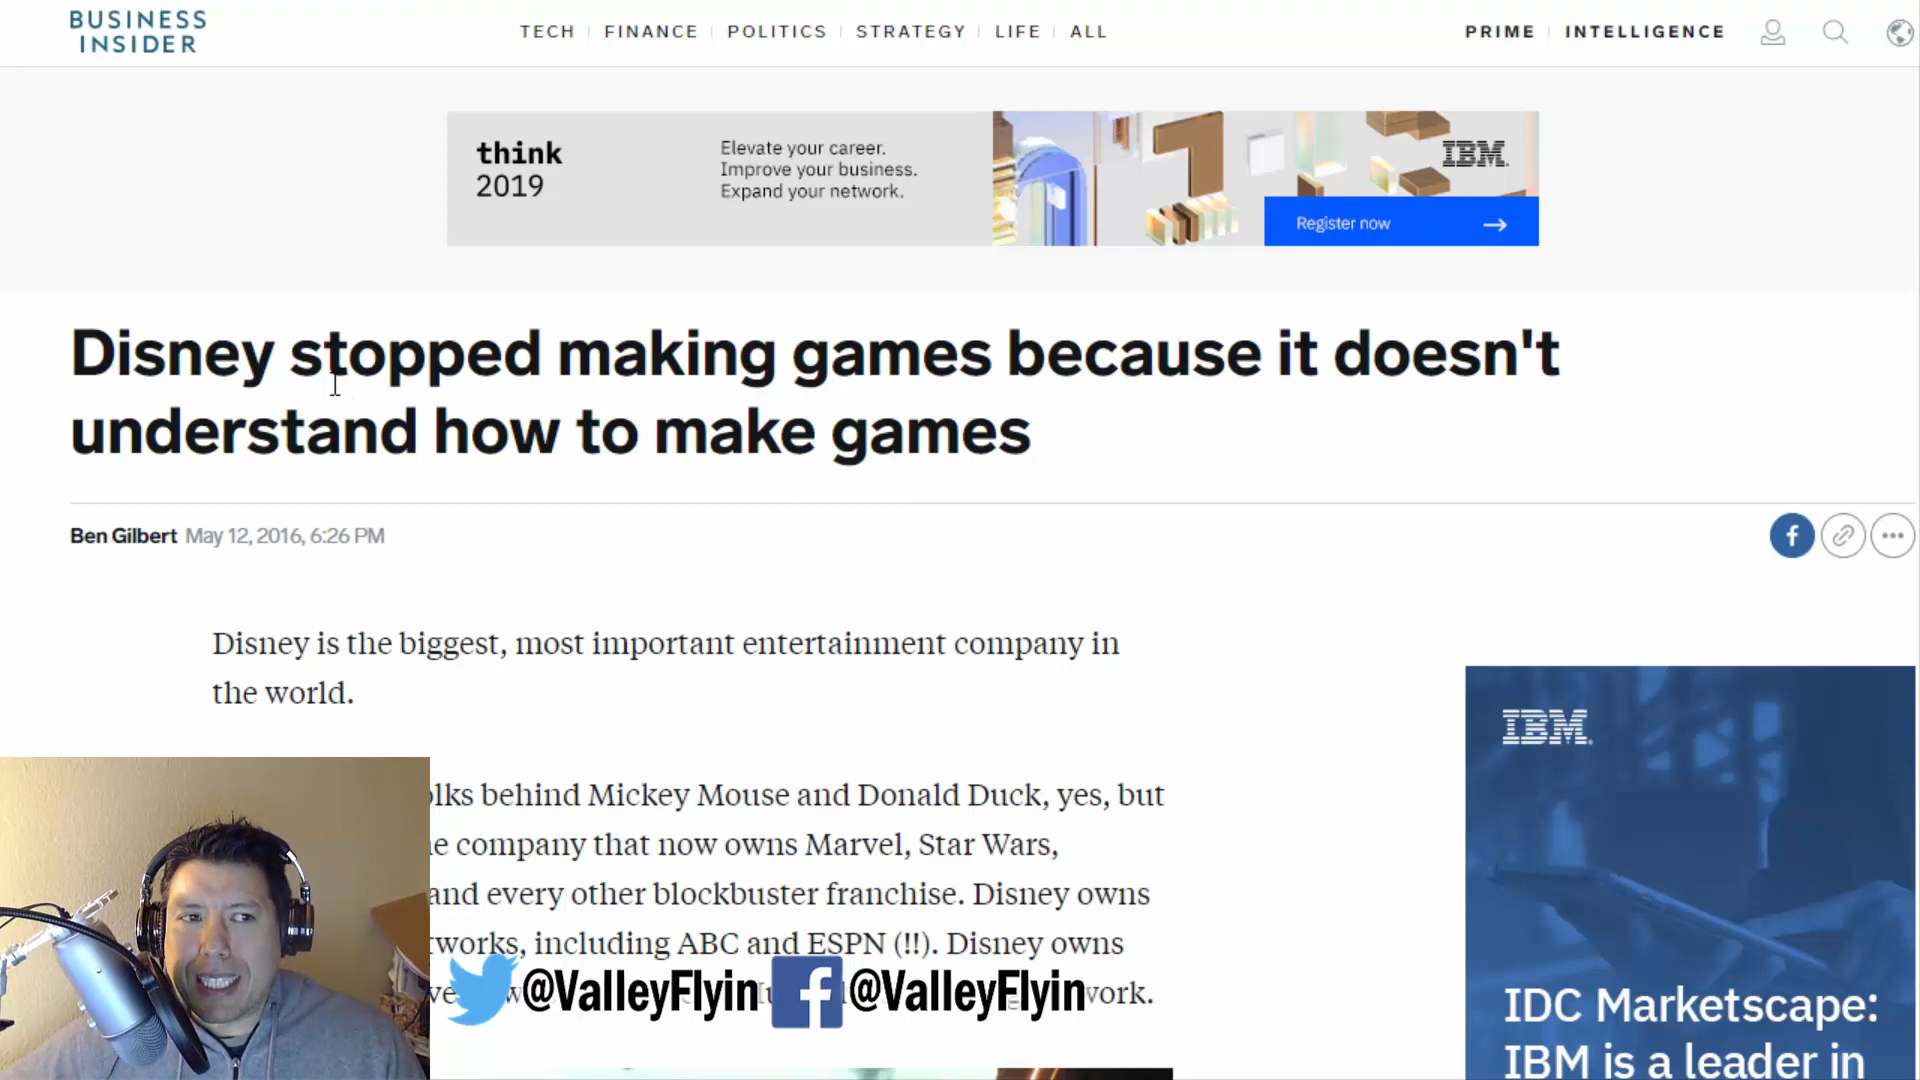 BUSINESS
INSIDER
TECH FINANCE POLITICS STRATEGY LIFE ALL
PRIME INTELLIGENCE
think
2019
Elevate your career.
Improve your business.
Expand your network.
IBM
Register now
Disney stopped making games because it doesn't
understand how to make games
Ben Gilbert May 12, 2016, 6:26 PM
Disney is the biggest, most important entertainment company in
the world.
behind Mickey Mouse and Donald Duck, yes, but
company that now owns Marvel, Star Wars,
and every other blockbuster franchise. Disney owns
including ABC and ESPN (!!). Disney owns
@ValleyFlyin @ValleyFlyin
IBM
IDC Marketscape:
IBM is a leader in